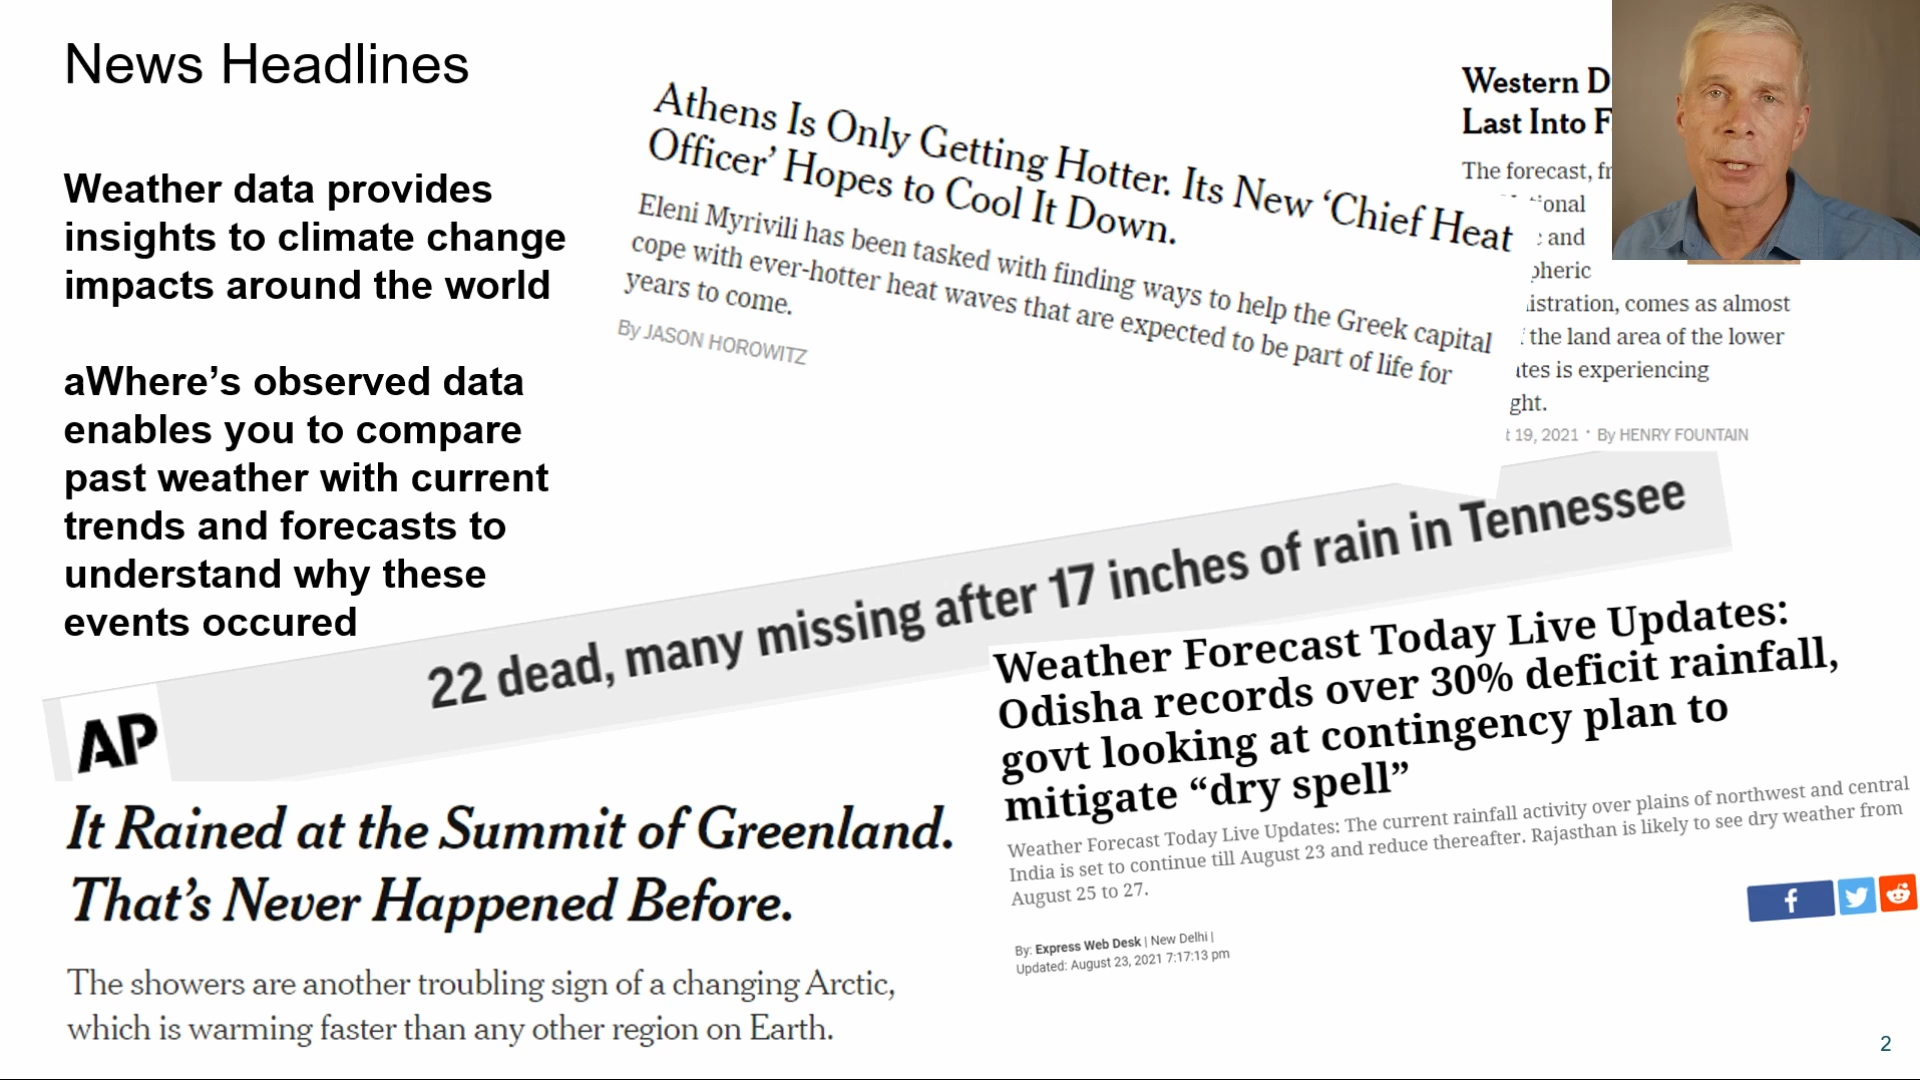 News Headlines
Weather data provides
insights to climate change
impacts around the world
aWhere's observed data
enables you to compare
past weather with current
trends and forecasts to
understand why these
events occured
Athens Is Only Getting Hotter. Its New ‘Chief Heat
Officer’ Hopes to Cool It Down.
Eleni Myrivili has been tasked with finding ways to help the Greek capital
cope with ever-hotter heat waves that are expected to be part of life for
years to come.
By JASON HOROWITZ
Western D
Last Into F
The forecast, fr
ional
and
pheric
istration, comes as almost
the land area of the lower
tes is experiencing
ght.
t 19, 2021 · By HENRY FOUNTAIN
22 dead, many missing after 17 inches of rain in Tennessee
AP
Weather Forecast Today Live Updates:
Odisha records over 30% deficit rainfall,
govt looking at contingency plan to
mitigate “dry spell”
Weather Forecast Today Live Updates: The current rainfall activity over plains of northwest and central
India is set to continue till August 23 and reduce thereafter. Rajasthan is likely to see dry weather from
August 25 to 27.
By: Express Web Desk | New Delhi |
Updated: August 23, 2021 7:17:13 pm
It Rained at the Summit of Greenland.
That’s Never Happened Before.
The showers are another troubling sign of a changing Arctic,
which is warming faster than any other region on Earth.
2